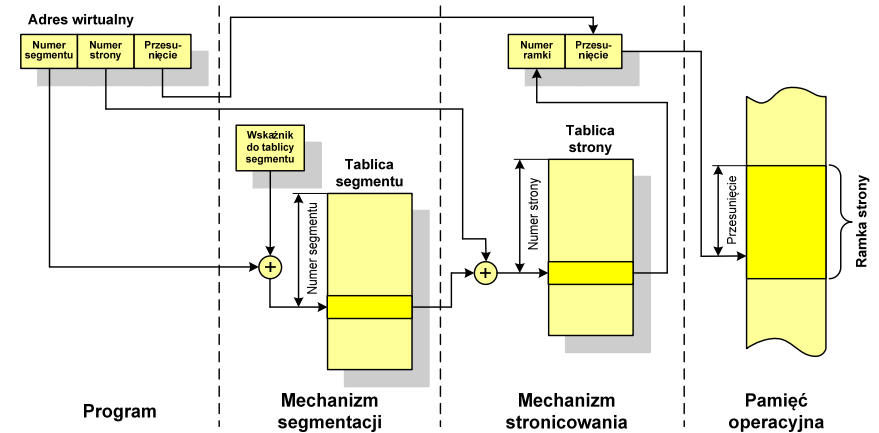 Adres wirtualny
Numer
segmentu
Numer
strony
Przesu-
nięcie
Numer
ramki
Przesu-
nięcie
Wskaźnik
do tablicy
segmentu
Tablica
segmentu
Numer segmentu
+
Tablica
strony
Numer strony
+
Przesunięcie
Ramka strony
Program
Mechanizm
segmentacji
Mechanizm
stronicowania
Pamięć
operacyjna